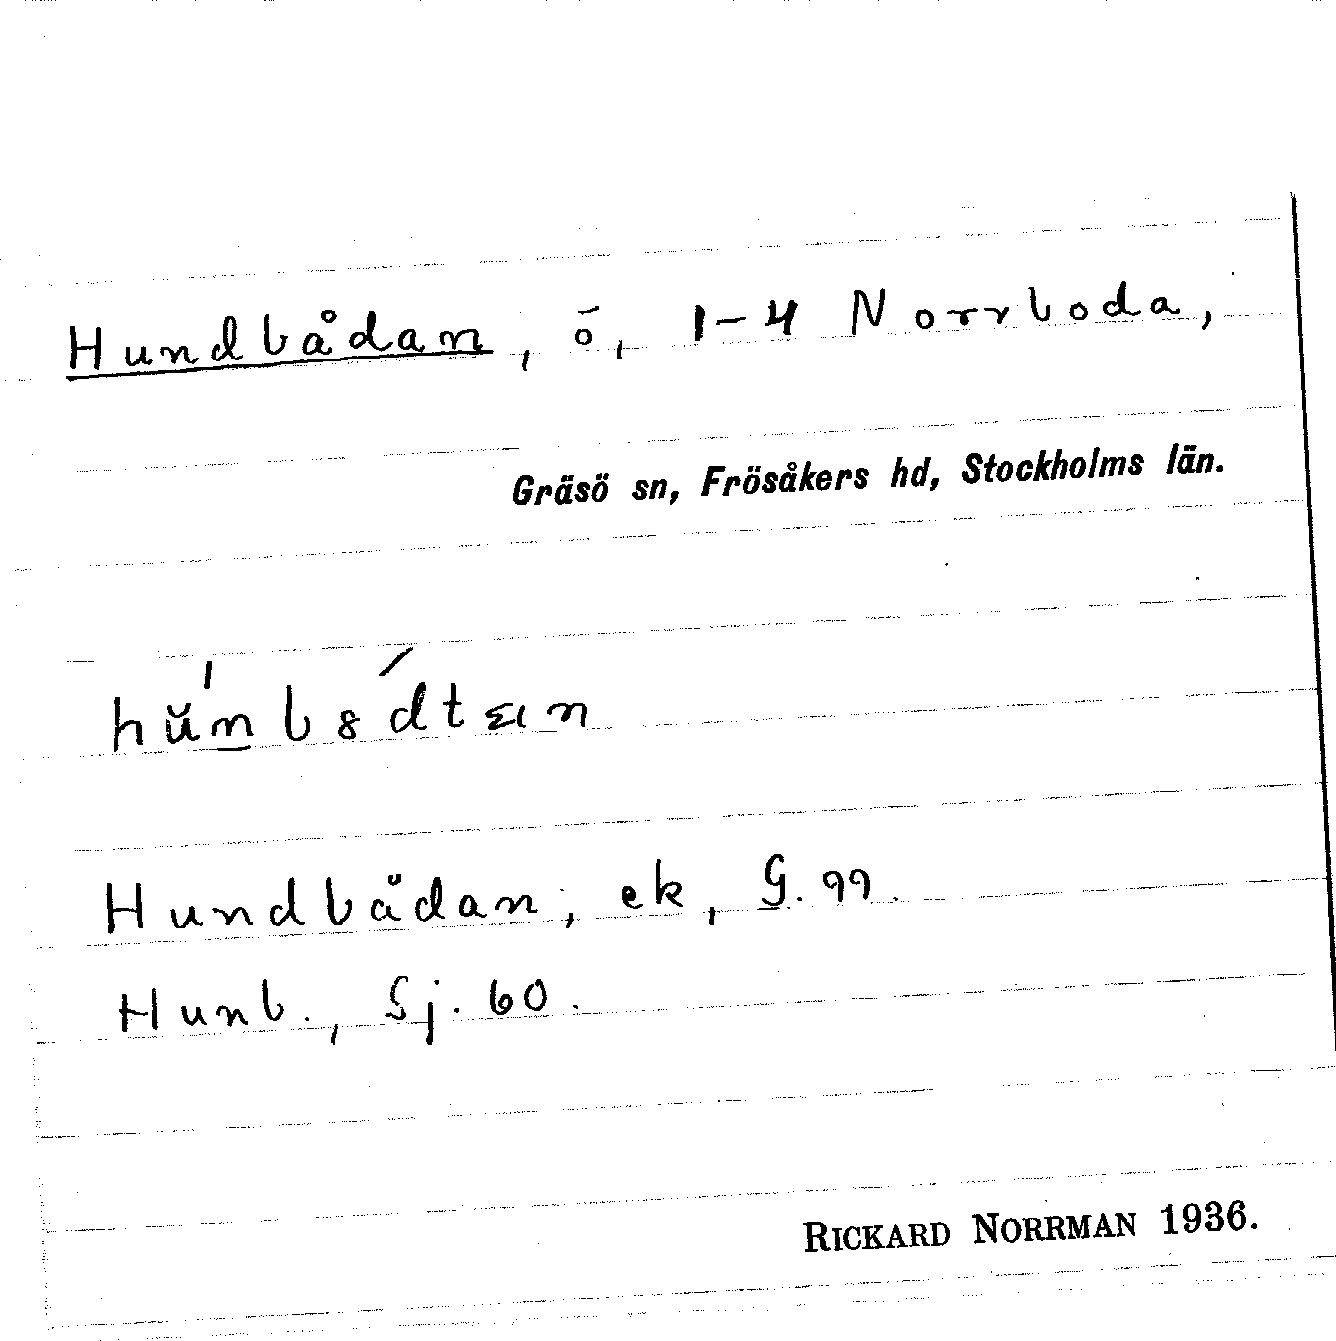 Hundbådan, ö, 1-4 Norrboda,
Gräsö sn, Frösåkers hd, Stockholms län.
Hundbådan, ek, G. 99.
Hunb., Sj. 60.
RICKARD NORRMAN 1936.